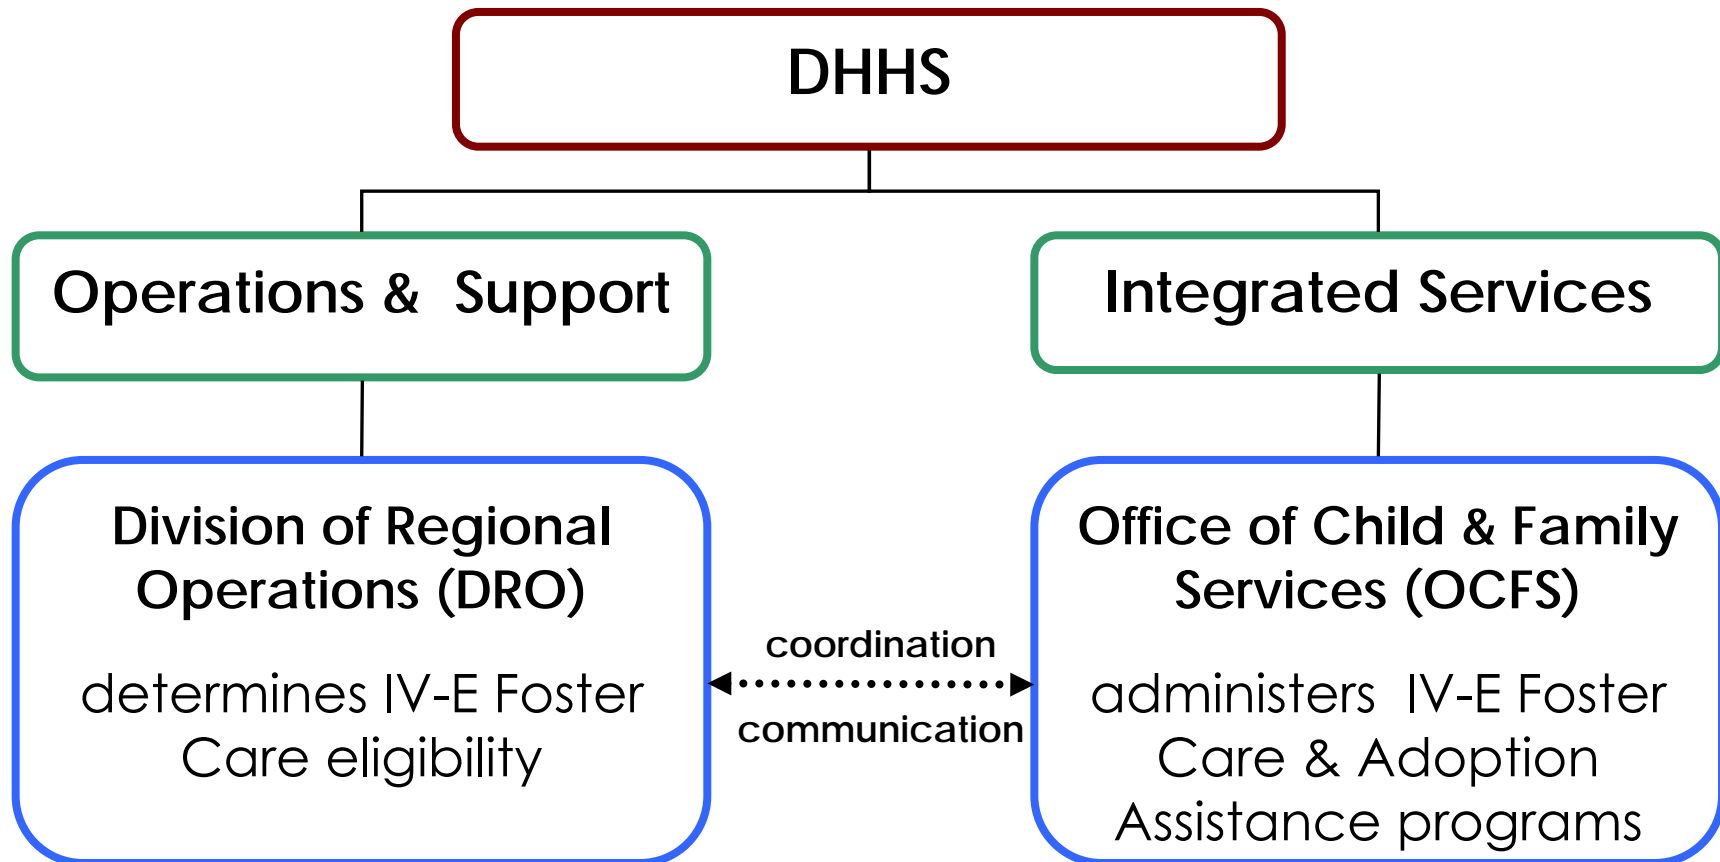 DHHS
Operations & Support
Integrated Services
Division of Regional
Operations (DRO)
determines IV-E Foster
Care eligibility
coordination
communication
Office of Child & Family
Services (OCFS)
administers IV-E Foster
Care & Adoption
Assistance programs